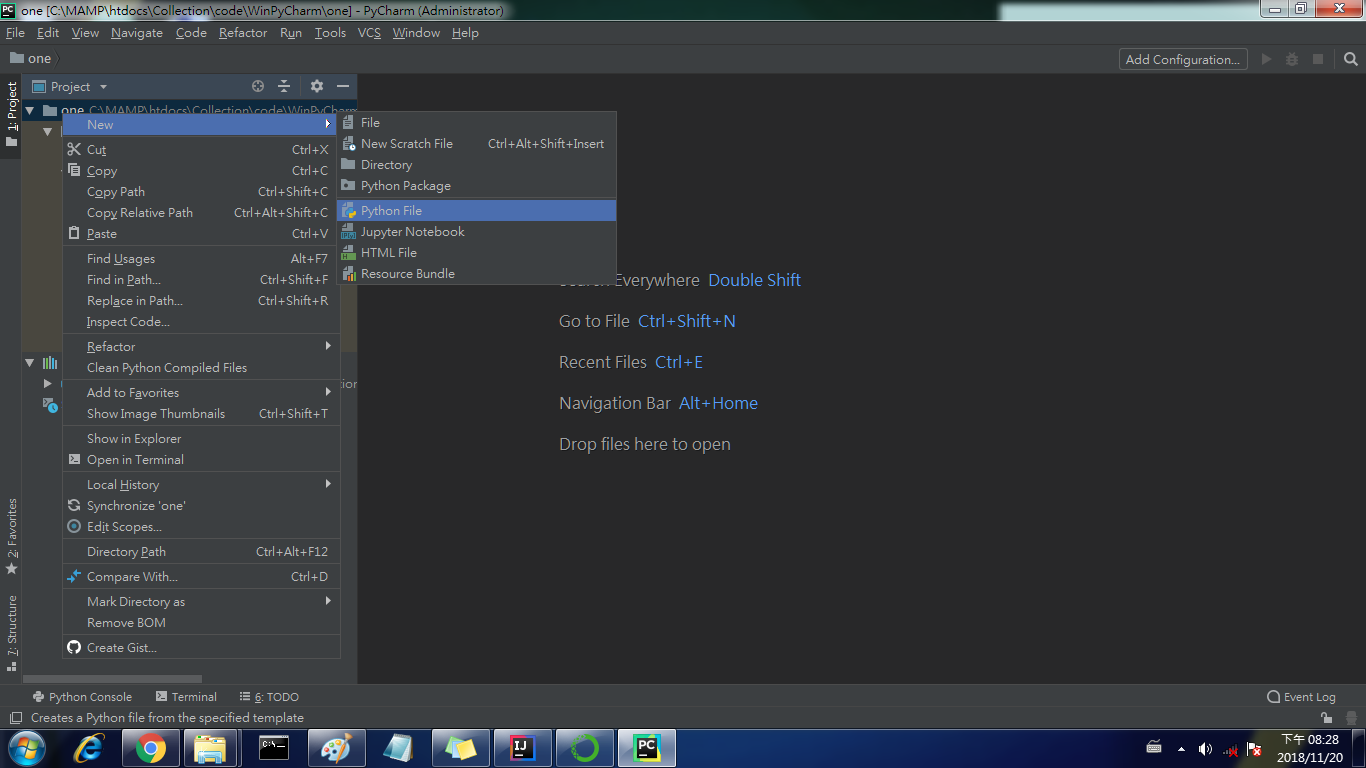 one [C:\MAMP\htdocs\Collection\code\WinPyCharm\one] - PyCharm (Administrator)
File Edit View Navigate Code Refactor Run Tools VCS Window Help
one
Add Configuration...
1: Project
Project
one C:\MAMP\htdocs\Collection\code\WinPyCharm
New
Cut Ctrl+X
Copy Ctrl+C
Copy Path Ctrl+Shift+C
Copy Relative Path Ctrl+Alt+Shift+C
Paste Ctrl+V
Find Usages Alt+F7
Find in Path... Ctrl+Shift+F
Replace in Path... Ctrl+Shift+R
Inspect Code...
Refactor
Clean Python Compiled Files
Add to Favorites
Show Image Thumbnails Ctrl+Shift+T
Show in Explorer
Open in Terminal
Local History
Synchronize 'one'
Edit Scopes...
Directory Path Ctrl+Alt+F12
Compare With... Ctrl+D
Mark Directory as
Remove BOM
Create Gist...
File
New Scratch File Ctrl+Alt+Shift+Insert
Directory
Python Package
Python File
Jupyter Notebook
HTML File
Resource Bundle
Search Everywhere Double Shift
Go to File Ctrl+Shift+N
Recent Files Ctrl+E
Navigation Bar Alt+Home
Drop files here to open
2: Favorites
7: Structure
Python Console Terminal 6: TODO Event Log
Creates a Python file from the specified template
下午 08:28
2018/11/20